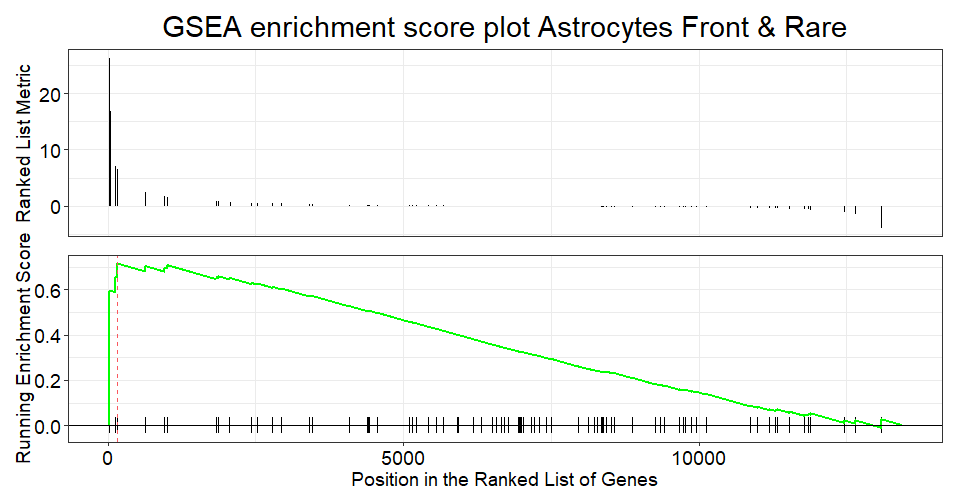 GSEA enrichment score plot Astrocytes Front & Rare
Ranked List Metric
20
10
0
Running Enrichment Score
0.6
0.4
0.2
0.0
0 5000 10000
Position in the Ranked List of Genes